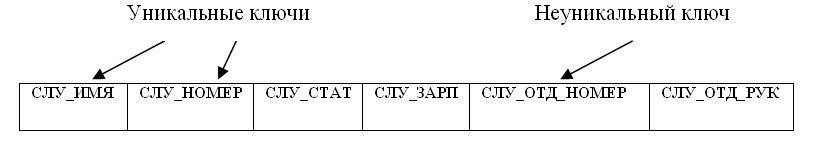 Уникальные ключи Неуникальный ключ
СЛУ_ИМЯ СЛУ_НОМЕР СЛУ_СТАТ СЛУ_ЗАРП СЛУ_ОТД_НОМЕР СЛУ_ОТД_РУК